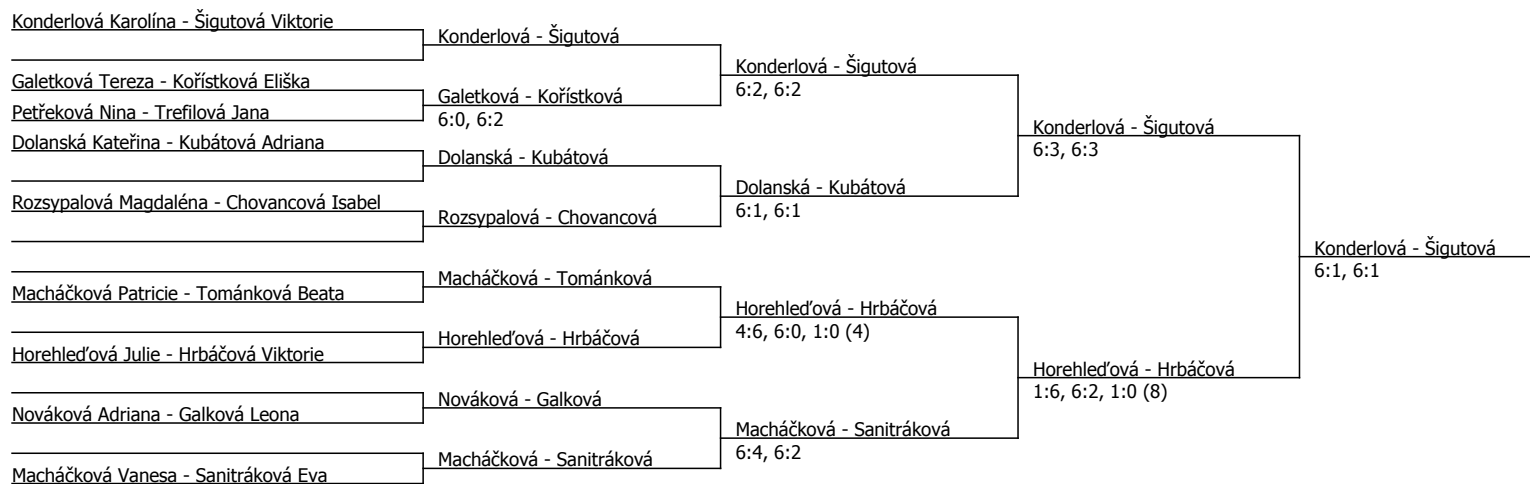 Konderlová Karolína - Šigutová Viktorie
Galetková Tereza - Kořístková Eliška
Petřeková Nina - Trefilová Jana
Dolanská Kateřina - Kubátová Adriana
Rozsypalová Magdaléna - Chovancová Isabel
Macháčková Patricie - Tománková Beata
Horehleďová Julie - Hrbáčová Viktorie
Nováková Adriana - Galková Leona
Macháčková Vanesa - Sanitráková Eva
Konderlová - Šigutová
Galetková - Kořístková
6:0, 6:2
Dolanská - Kubátová
Rozsypalová - Chovancová
Macháčková - Tománková
Horehleďová - Hrbáčová
Nováková - Galková
Macháčková - Sanitráková
Konderlová - Šigutová
6:2, 6:2
Dolanská - Kubátová
6:1, 6:1
Horehleďová - Hrbáčová
4:6, 6:0, 1:0 (4)
Macháčková - Sanitráková
6:4, 6:2
Konderlová - Šigutová
6:3, 6:3
Horehleďová - Hrbáčová
1:6, 6:2, 1:0 (8)
Konderlová - Šigutová
6:1, 6:1